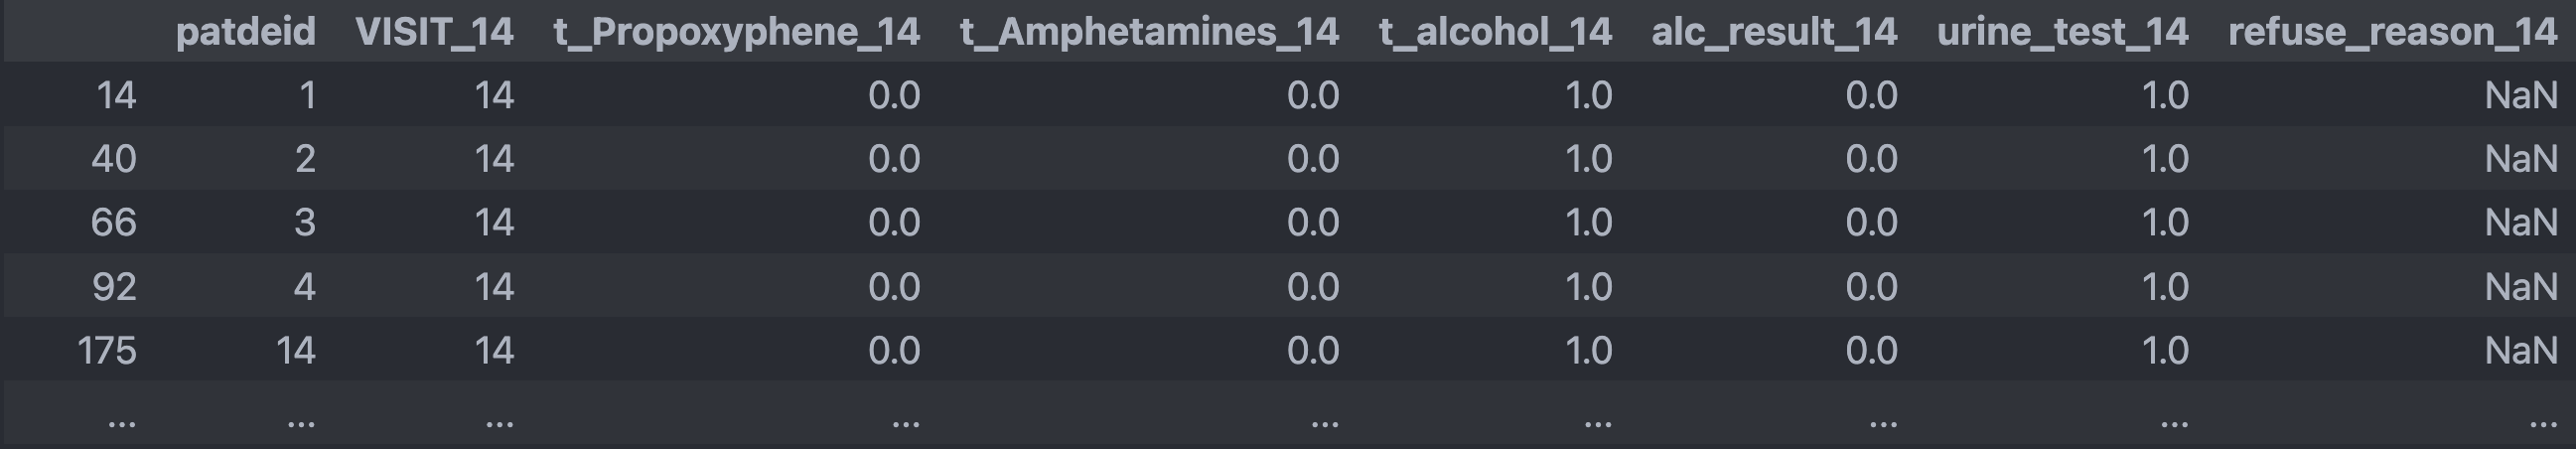 patdeid VISIT_14 t_Propoxyphene_14 t_Amphetamines_14 t_alcohol_14 alc_result_14 urine_test_14 refuse_reason_14
14 1 14 0.0 0.0 1.0 0.0 1.0 NaN
40 2 14 0.0 0.0 1.0 0.0 1.0 NaN
66 3 14 0.0 0.0 1.0 0.0 1.0 NaN
92 4 14 0.0 0.0 1.0 0.0 1.0 NaN
175 14 14 0.0 0.0 1.0 0.0 1.0 NaN
... ... ... ... ... ... ... ... ...